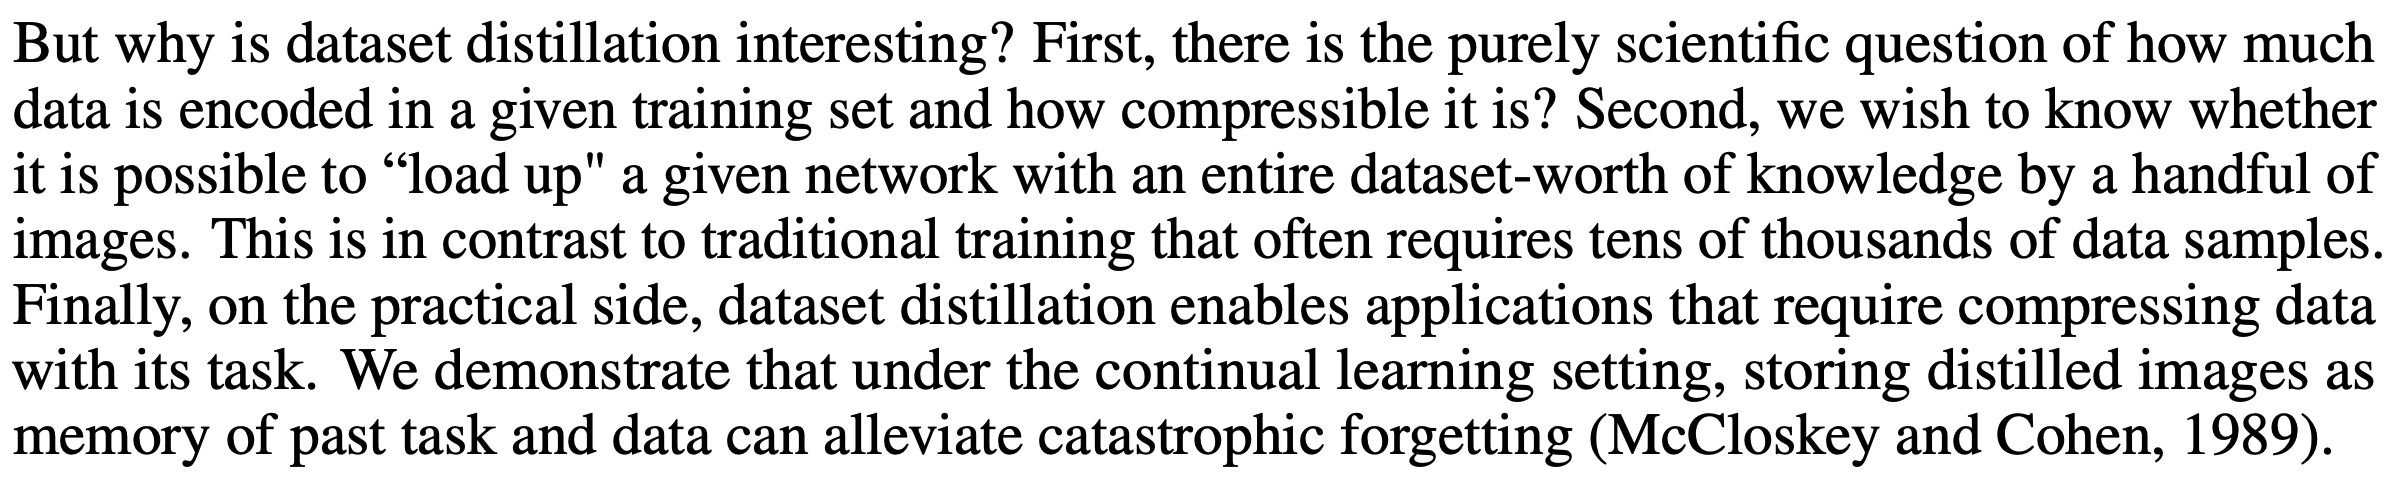 But why is dataset distillation interesting? First, there is the purely scientific question of how much
data is encoded in a given training set and how compressible it is? Second, we wish to know whether
it is possible to “load up" a given network with an entire dataset-worth of knowledge by a handful of
images. This is in contrast to traditional training that often requires tens of thousands of data samples.
Finally, on the practical side, dataset distillation enables applications that require compressing data
with its task. We demonstrate that under the continual learning setting, storing distilled images as
memory of past task and data can alleviate catastrophic forgetting (McCloskey and Cohen, 1989).